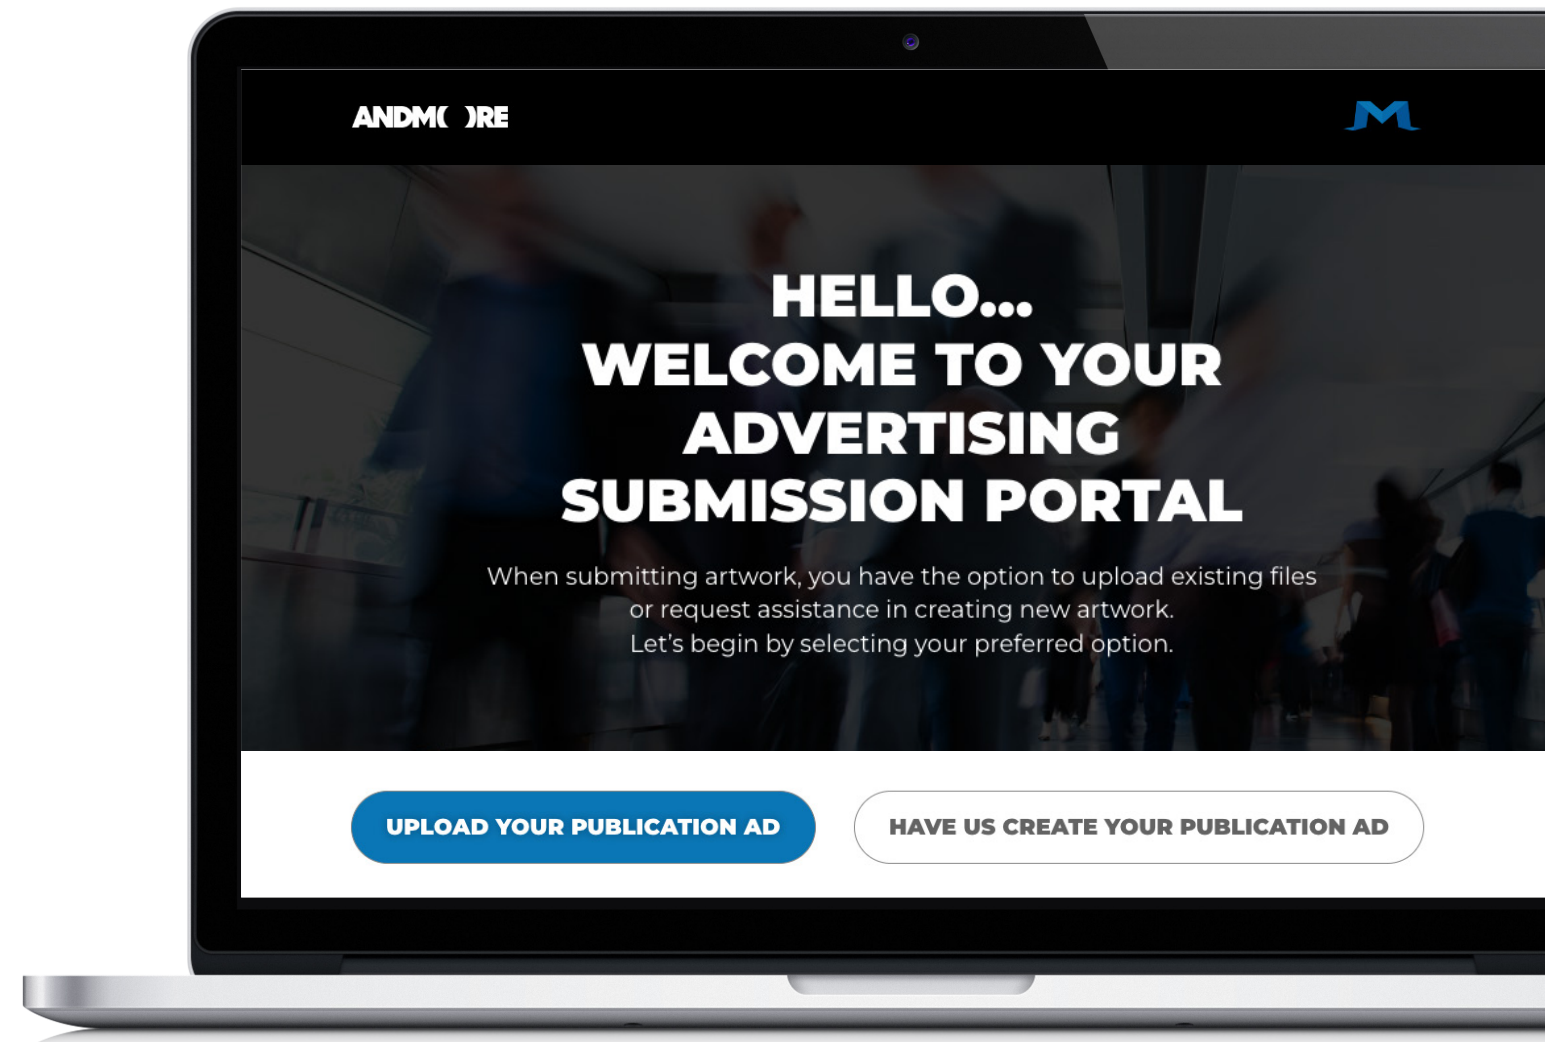 ANDM( )RE
M
HELLO...
WELCOME TO YOUR
ADVERTISING
SUBMISSION PORTAL
When submitting artwork, you have the option to upload existing files
or request assistance in creating new artwork.
Let's begin by selecting your preferred option.
UPLOAD YOUR PUBLICATION AD
HAVE US CREATE YOUR PUBLICATION AD